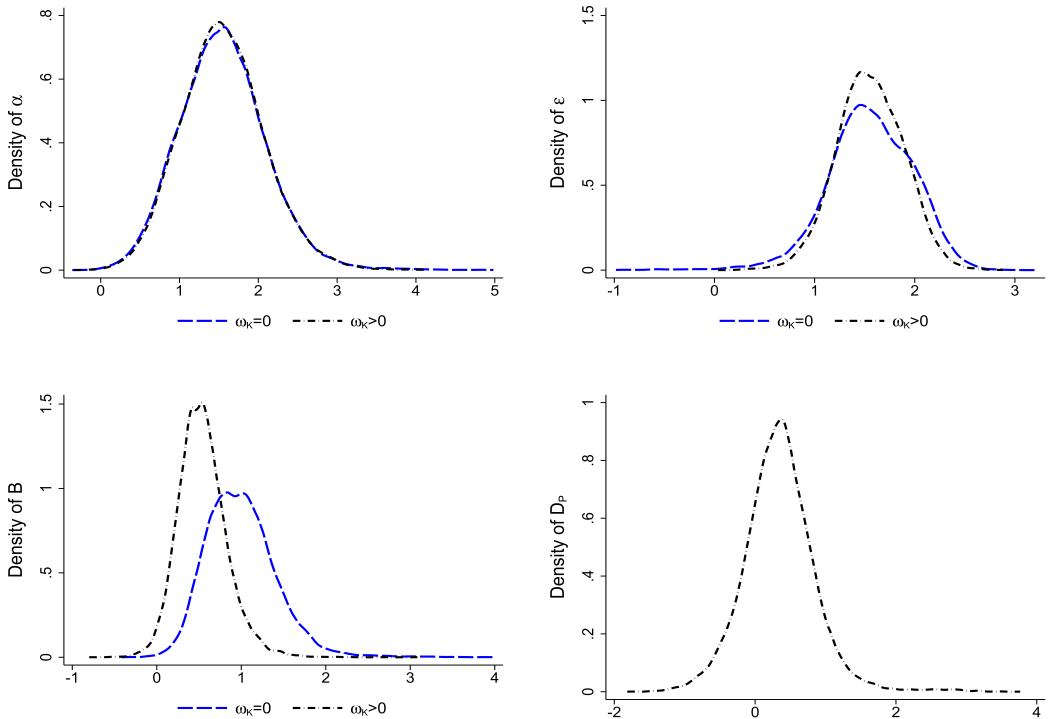 Density of α
.8
.6
.4
.2
0
0 1 2 3 4 5
ωK=0 ωK>0
Density of ε
1.5
1
.5
0
-1 0 1 2 3
ωK=0 ωK>0
Density of B
1.5
1
.5
0
-1 0 1 2 3 4
ωK=0 ωK>0
Density of DP
1
.8
.6
.4
.2
0
-2 0 2 4